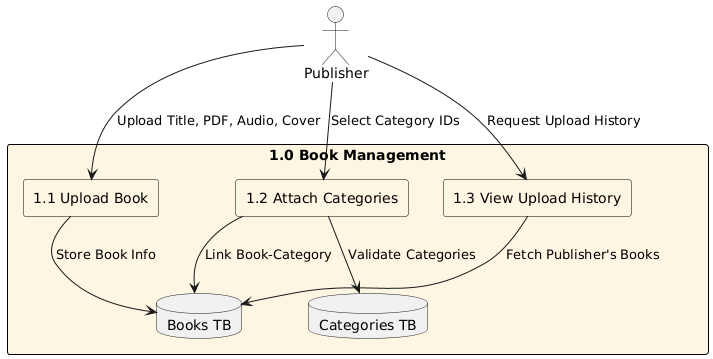 Publisher
Upload Title, PDF, Audio, Cover
Select Category IDs
Request Upload History
1.0 Book Management
1.1 Upload Book
1.2 Attach Categories
1.3 View Upload History
Store Book Info
Link Book-Category
Validate Categories
Fetch Publisher's Books
Books TB
Categories TB